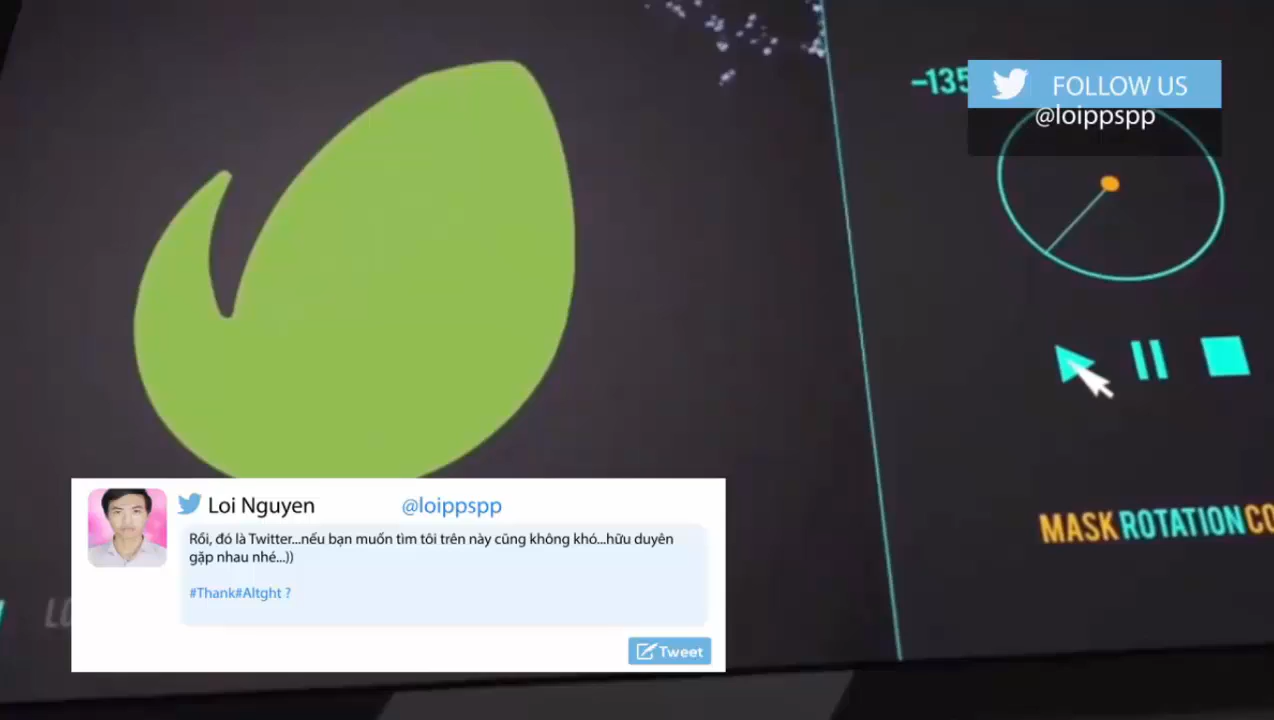 -135
FOLLOW US
@loippspp
MASK ROTATION CO
Loi Nguyen @loippspp
Rồi, đó là Twitter...nếu bạn muốn tìm tôi trên này cũng không khó...hữu duyên
gặp nhau nhé...))
#Thank#Altght ?
Tweet